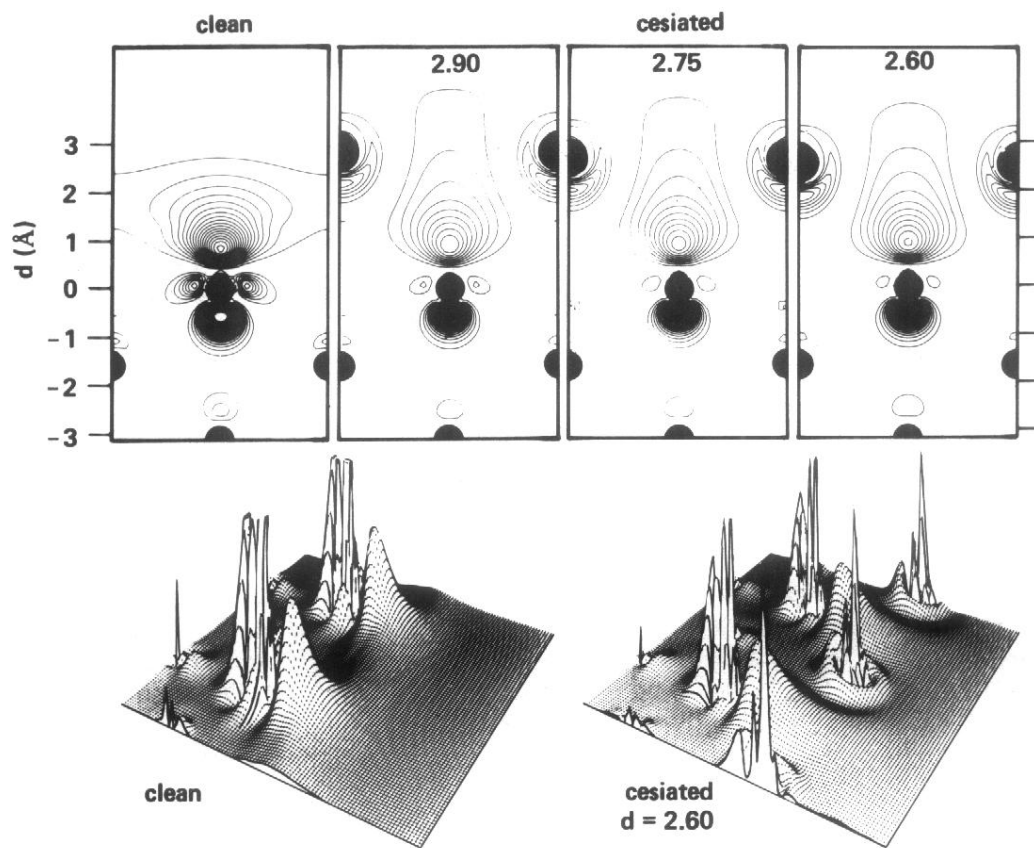 clean
cesiated
2.90
2.75
2.60
d (Å)
3
2
1
0
-1
-2
-3
clean
cesiated
d = 2.60